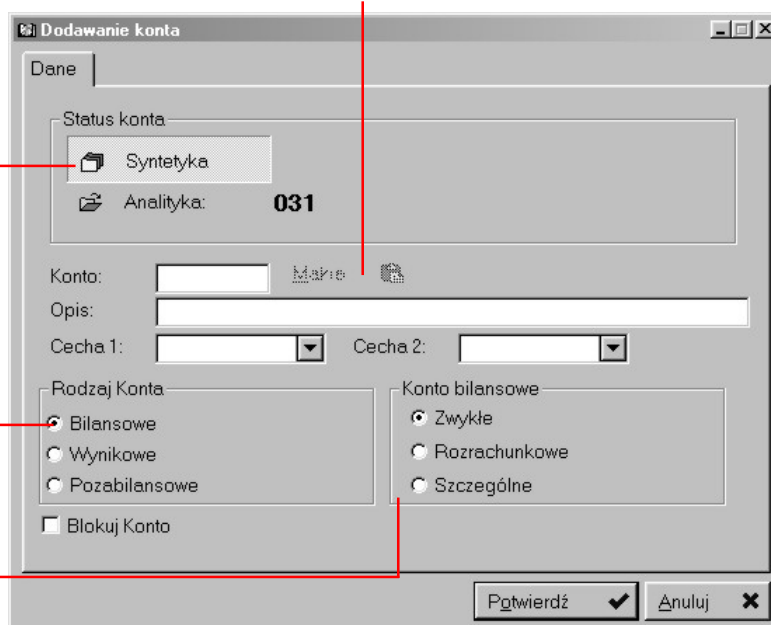 Dodawanie konta
Dane
Status konta
Syntetyka
Analityka: 031
Konto: Makro
Opis:
Cecha 1: Cecha 2:
Rodzaj Konta
Bilansowe
Wynikowe
Pozabilansowe
Konto bilansowe
Zwykłe
Rozrachunkowe
Szczególne
Blokuj Konto
Potwierdź Anuluj